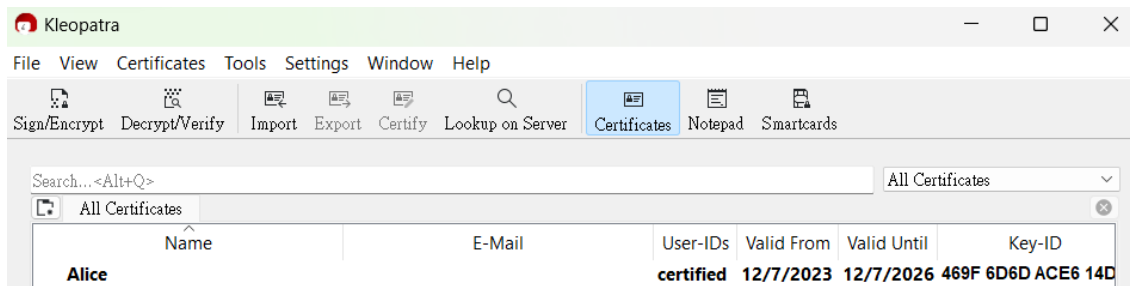 Kleopatra
File View Certificates Tools Settings Window Help
Sign/Encrypt Decrypt/Verify Import Export Certify Lookup on Server Certificates Notepad Smartcards
Search...<Alt+Q> All Certificates
All Certificates
Name E-Mail User-IDs Valid From Valid Until Key-ID
Alice certified 12/7/2023 12/7/2026 469F 6D6D ACE6 14D